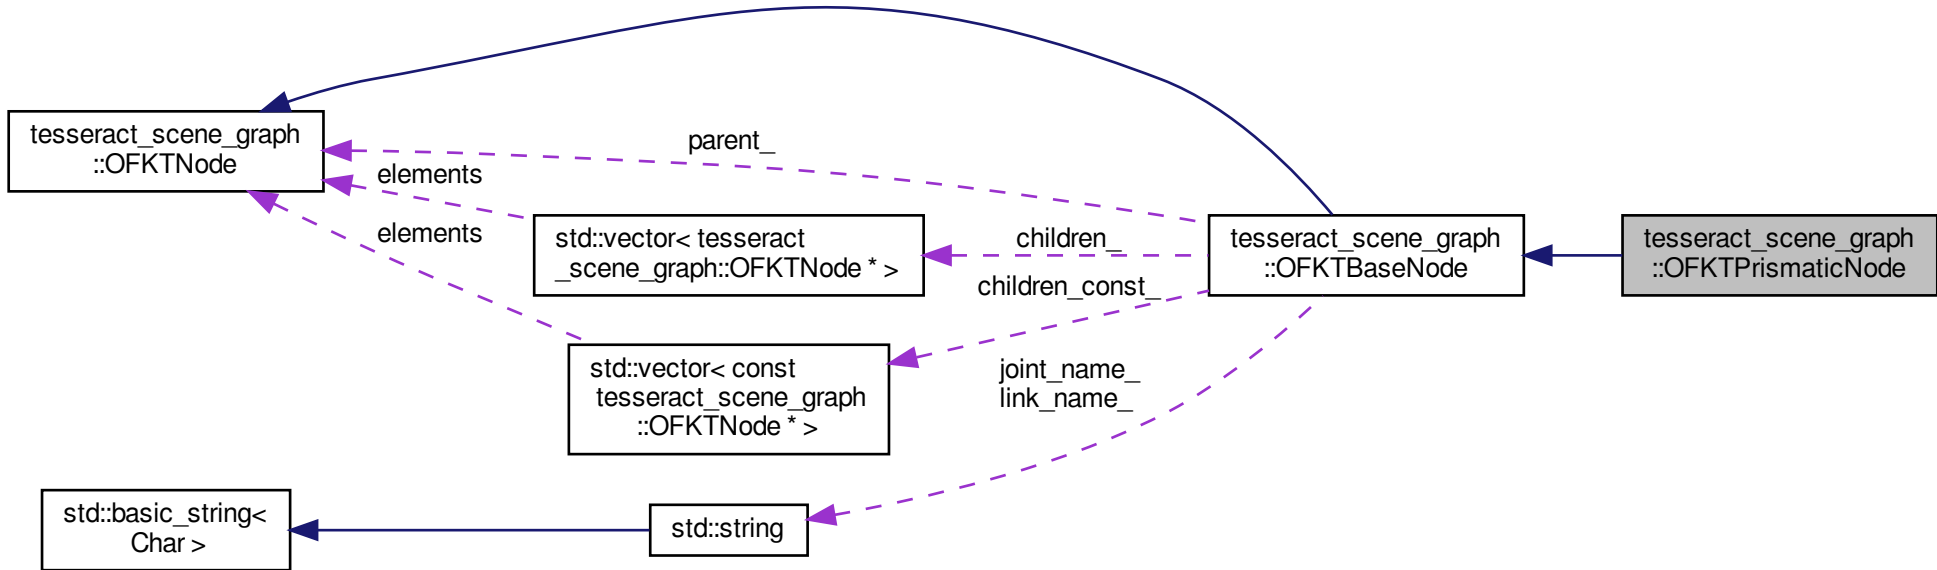 tesseract_scene_graph
::OFKTNode
parent_
elements
elements
std::vector< tesseract
_scene_graph::OFKTNode * >
children_
children_const_
tesseract_scene_graph
::OFKTBaseNode
tesseract_scene_graph
::OFKTPrismaticNode
std::vector< const
tesseract_scene_graph
::OFKTNode * >
joint_name_
link_name_
std::basic_string<
Char >
std::string